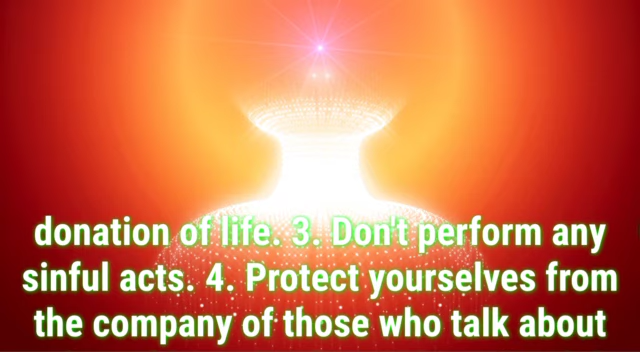 donation of life. 3. Don't perform any
sinful acts. 4. Protect yourselves from
the company of those who talk about